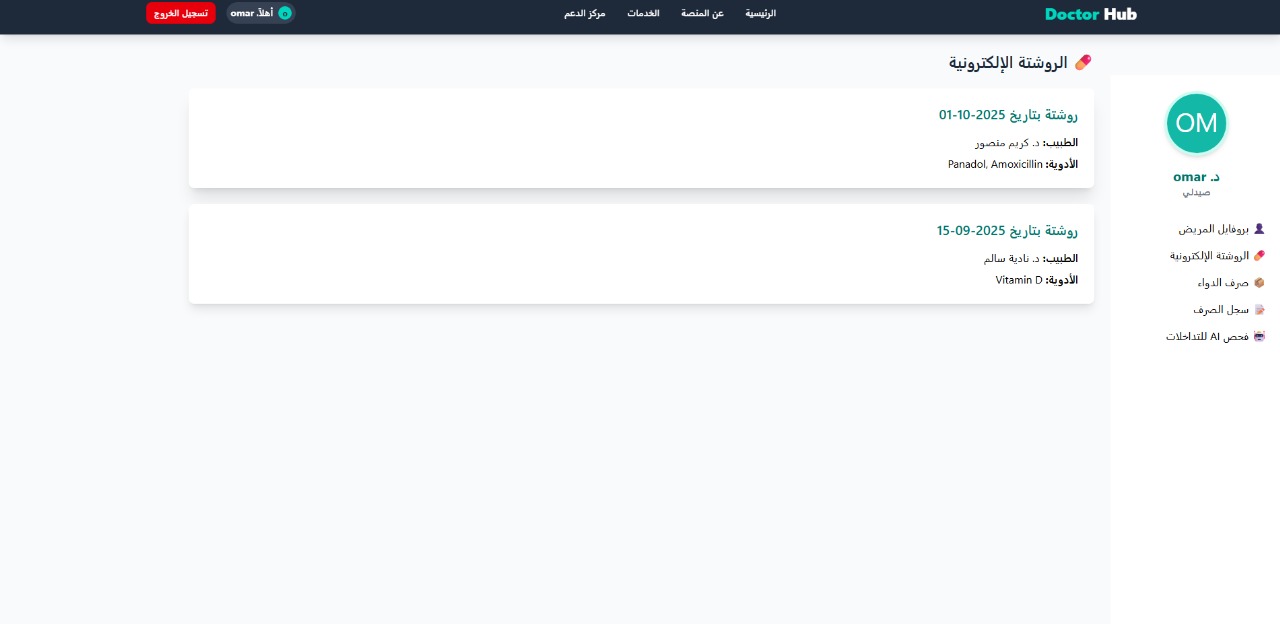 Doctor Hub
الرئيسية
عن المنصة
الخدمات
مركز الدعم
o
أهلاً، omar
تسجيل الخروج
💊 الروشتة الإلكترونية
روشتة بتاريخ 2025-10-01
الطبيب: د. كريم منصور
الأدوية: Panadol, Amoxicillin
روشتة بتاريخ 2025-09-15
الطبيب: د. نادية سالم
الأدوية: Vitamin D
OM
د. omar
صيدلي
👤 بروفايل المريض
💊 الروشتة الإلكترونية
📦 صرف الدواء
📝 سجل الصرف
🤖 فحص AI للتداخلات